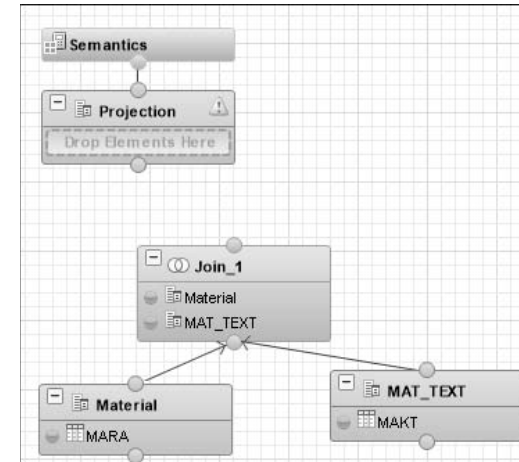 Semantics
Projection
Drop Elements Here
Join_1
Material
MAT_TEXT
Material
MARA
MAT_TEXT
MAKT